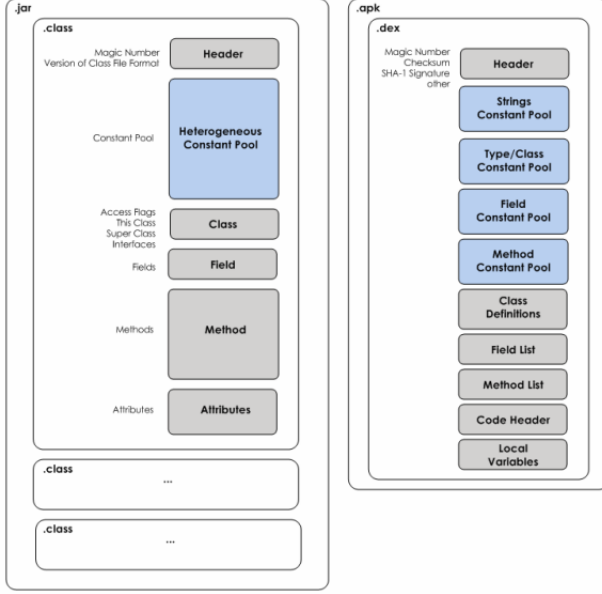 .jar
.class
Magic Number
Version of Class File Format
Header
Constant Pool
Heterogeneous
Constant Pool
Access Flags
This Class
Super Class
Interfaces
Class
Fields
Field
Methods
Method
Attributes
Attributes
.class
...
.class
...
.apk
.dex
Magic Number
Checksum
SHA-1 Signature
other
Header
Strings
Constant Pool
Type/Class
Constant Pool
Field
Constant Pool
Method
Constant Pool
Class
Definitions
Field List
Method List
Code Header
Local
Variables